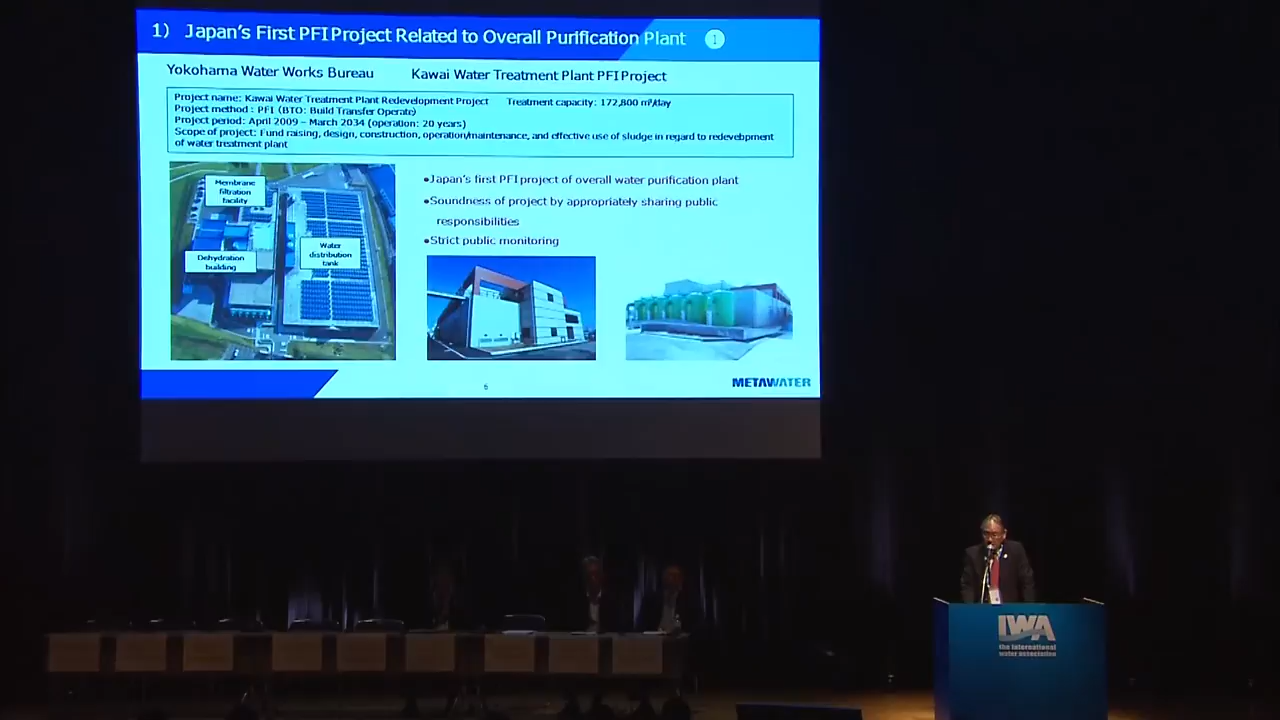 1) Japan's First PFI Project Related to Overall Purification Plant 1
Yokohama Water Works Bureau Kawai Water Treatment Plant PFI Project
Project name: Kawai Water Treatment Plant Redevelopment Project Treatment capacity: 172,800 m³/day
Project method : PFI (BTO: Build Transfer Operate)
Project period: April 2009 – March 2034 (operation: 20 years)
Scope of project: Fund raising, design, construction, operation/maintenance, and effective use of sludge in regard to redevelopment
of water treatment plant
Membrane
filtration
facility
Dehydration
building
Water
distribution
tank
•Japan's first PFI project of overall water purification plant
•Soundness of project by appropriately sharing public
responsibilities
•Strict public monitoring
6
METAWATER
IWA
the international
water association